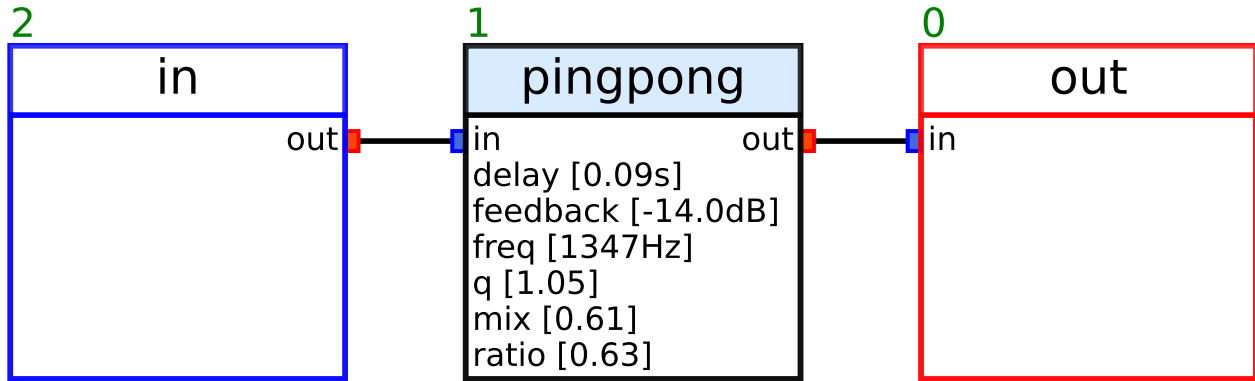 2 1 0
in pingpong out
out in out in
delay [0.09s]
feedback [-14.0dB]
freq [1347Hz]
q [1.05]
mix [0.61]
ratio [0.63]